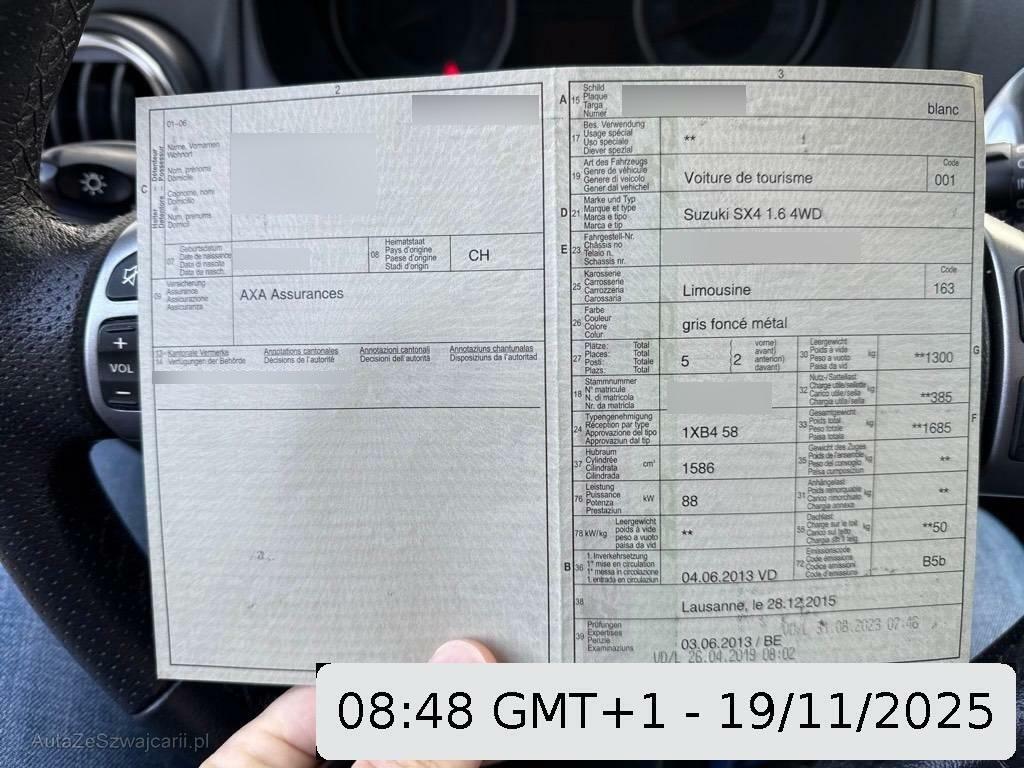 2
01-06
Name, Vornamen
Wohnort
Nom, prénoms
Domicile
Cognome, nomi
Domicilio
Num, prenums
Domicil
C
Halter – Détenteur
Detentore – Possessur
07
Geburtsdatum
Date de naissance
Data di nascita
Data da nasch.
08
Heimatstaat
Pays d'origine
Paese d'origine
Stadi d'origin
CH
09
Versicherung
Assurance
Assicurazione
Assicuranza
AXA Assurances
13-
14
Kantonale Vermerke
Verfügungen der Behörde
Annotations cantonales
Décisions de l'autorité
Annotazioni cantonali
Decisioni dell'autorità
Annotaziuns chantunalas
Disposiziuns da l'autoritad
3
A
15
Schild
Plaque
Targa
Numer
blanc
17
Bes. Verwendung
Usage spécial
Uso speciale
Diever spezial
**
19
Art des Fahrzeugs
Genre de véhicule
Genere di veicolo
Gener dal vehichel
Voiture de tourisme
Code
001
D
21
Marke und Typ
Marque et type
Marca e tipo
Marca e tip
Suzuki SX4 1.6 4WD
E
23
Fahrgestell-Nr.
Châssis no
Telaio n.
Schassis nr.
25
Karosserie
Carrosserie
Carrozzeria
Carossaria
Limousine
Code
163
26
Farbe
Couleur
Colore
Colur
gris foncé métal
27
Plätze: Total
Places: Total
Posti: Totale
Plazs: Total
5
2
vorne)
avant)
anteriori)
davant)
30
Leergewicht
Poids à vide
Peso a vuoto
Paisa da vid
kg
**1300
G
18
Stammnummer
N° matricule
N. di matricola
Nr. da matricla
32
Nutz-/Sattellast
Charge utile/sellette
Carico utile/sella
Chargia utila/sella
kg
**385
24
Typengenehmigung
Réception par type
Approvazione del tipo
Approvaziun dal tip
1XB4 58
33
Gesamtgewicht
Poids total
Peso totale
Paisa totala
kg
**1685
F
37
Hubraum
Cylindrée
Cilindrata
Cilindrada
cm³
1586
35
Gewicht des Zuges
Poids de l'ensemble
Peso del convoglio
Paisa cumposiziun
kg
**
76
Leistung
Puissance
Potenza
Prestaziun
kW
88
31
Anhängelast
Poids remorquable
Carico rimorchiato
Chargia annexa
kg
**
78
kW/kg
Leergewicht
poids à vide
peso a vuoto
paisa da vid
**
55
Dachlast
Charge sur le toit
Carico sul tetto
Chargia sin il tetg
kg
**50
B
36
1. Inverkehrsetzung
1re mise en circulation
1a messa in circolazione
1. entrada en circulaziun
04.06.2013 VD
72
Emissionscode
Code émissions
Codice emissioni
Code d'emissiuns
B5b
38
Lausanne, le 28.12.2015
39
Prüfungen
Expertises
Perizie
Examinaziuns
VD/L 31.08.2023 07:46
03.06.2013 / BE
VD/L 26.04.2019 08:02
+
VOL
−
AutaZeSzwajcarii.pl
08:48 GMT+1 - 19/11/2025